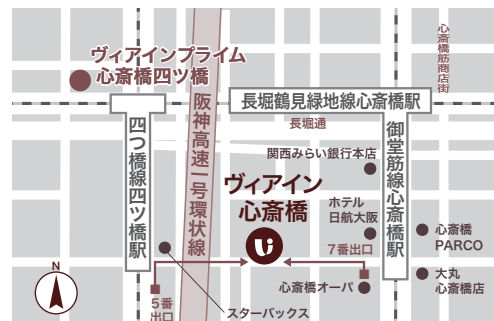 ヴィアインプライム
心斎橋四ツ橋
心斎橋筋商店街
長堀鶴見緑地線心斎橋駅
長堀通
阪神高速一号環状線
四つ橋線四ツ橋駅
御堂筋線心斎橋駅
関西みらい銀行本店
ヴィアイン
心斎橋
ホテル
日航大阪
心斎橋
PARCO
7番出口
大丸
心斎橋店
心斎橋オーパ
N
5番
出口
スターバックス